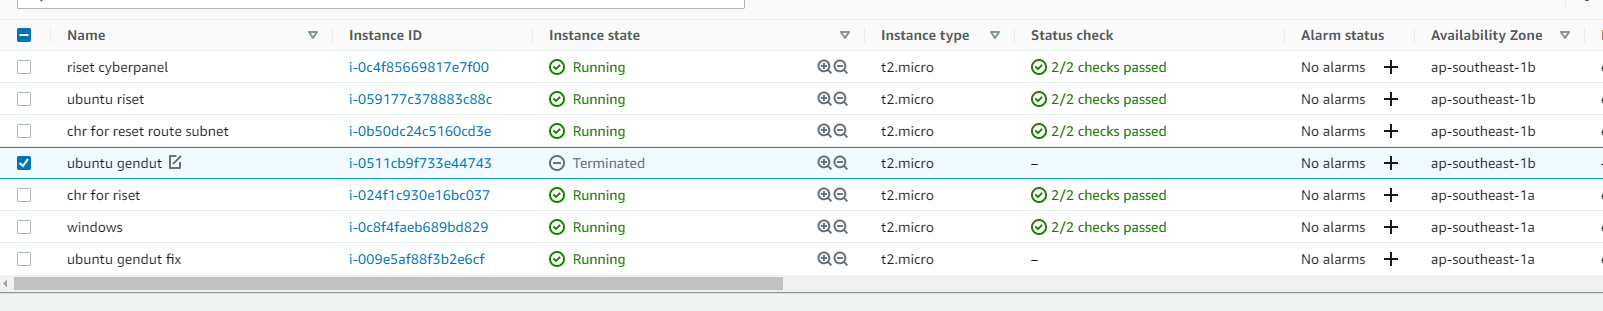 Name Instance ID Instance state Instance type Status check Alarm status Availability Zone
riset cyberpanel i-0c4f85669817e7f00 Running t2.micro 2/2 checks passed No alarms + ap-southeast-1b
ubuntu riset i-059177c378883c88c Running t2.micro 2/2 checks passed No alarms + ap-southeast-1b
chr for reset route subnet i-0b50dc24c5160cd3e Running t2.micro 2/2 checks passed No alarms + ap-southeast-1b
ubuntu gendut i-0511cb9f733e44743 Terminated t2.micro – No alarms + ap-southeast-1b
chr for riset i-024f1c930e16bc037 Running t2.micro 2/2 checks passed No alarms + ap-southeast-1a
windows i-0c8f4faeb689bd829 Running t2.micro 2/2 checks passed No alarms + ap-southeast-1a
ubuntu gendut fix i-009e5af88f3b2e6cf Running t2.micro – No alarms + ap-southeast-1a